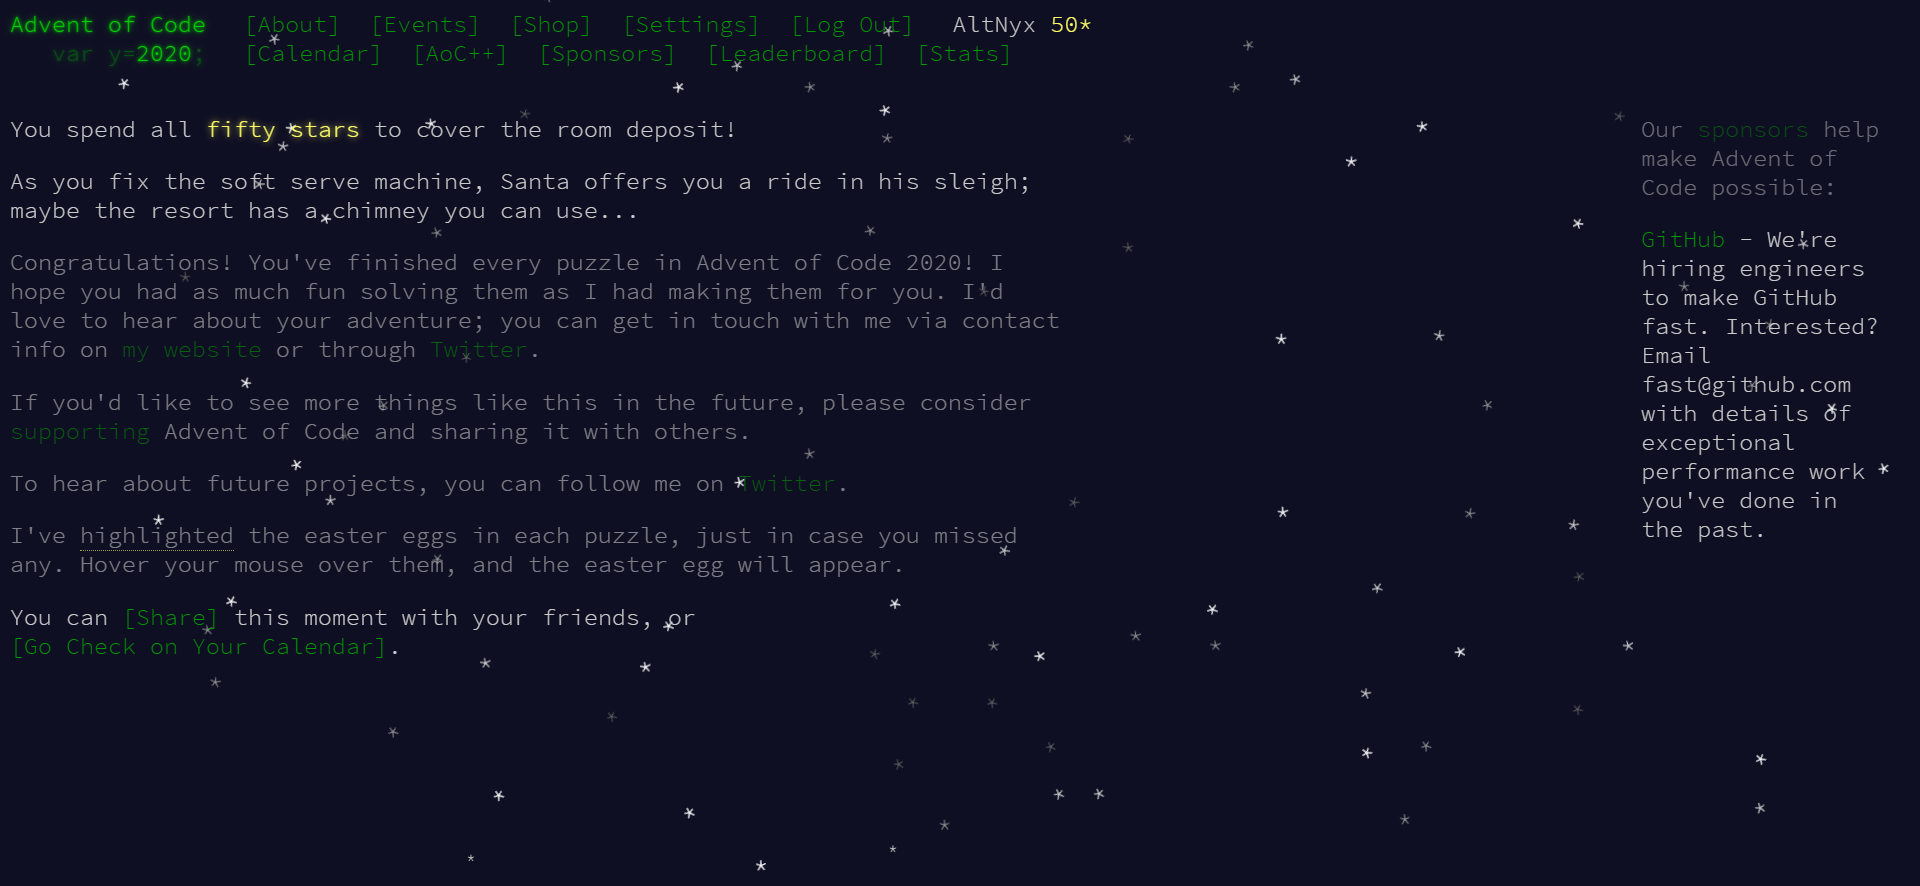 Advent of Code [About] [Events] [Shop] [Settings] [Log Out] AltNyx 50*
var y=2020; [Calendar] [AoC++] [Sponsors] [Leaderboard] [Stats]
You spend all fifty stars to cover the room deposit!
As you fix the soft serve machine, Santa offers you a ride in his sleigh;
maybe the resort has a chimney you can use...
Congratulations! You've finished every puzzle in Advent of Code 2020! I
hope you had as much fun solving them as I had making them for you. I'd
love to hear about your adventure; you can get in touch with me via contact
info on my website or through Twitter.
If you'd like to see more things like this in the future, please consider
supporting Advent of Code and sharing it with others.
To hear about future projects, you can follow me on Twitter.
I've highlighted the easter eggs in each puzzle, just in case you missed
any. Hover your mouse over them, and the easter egg will appear.
You can [Share] this moment with your friends, or
[Go Check on Your Calendar].
Our sponsors help
make Advent of
Code possible:
GitHub - We're
hiring engineers
to make GitHub
fast. Interested?
Email
fast@github.com
with details of
exceptional
performance work
you've done in
the past.